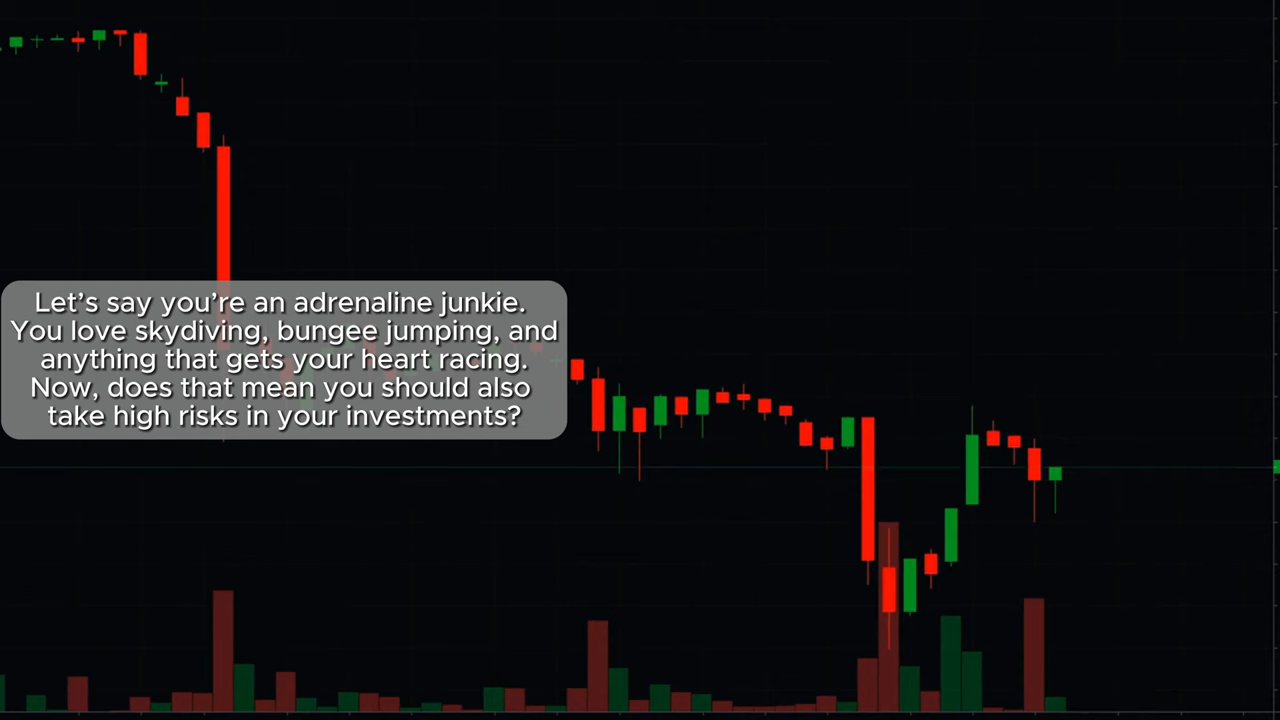 Let’s say you’re an adrenaline junkie.
You love skydiving, bungee jumping, and
anything that gets your heart racing.
Now, does that mean you should also
take high risks in your investments?